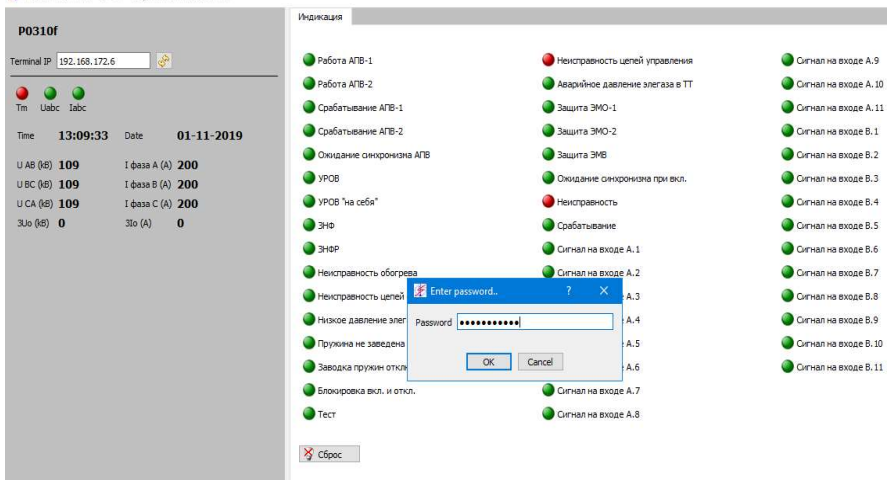 P0310f
Terminal IP 192.168.172.6
Tm Uabc Iabc
Time 13:09:33 Date 01-11-2019
U AB (kB) 109 I фаза A (A) 200
U BC (kB) 109 I фаза B (A) 200
U CA (kB) 109 I фаза C (A) 200
3Uo (kB) 0 3Io (A) 0
Индикация
Работа АПВ-1
Работа АПВ-2
Срабатывание АПВ-1
Срабатывание АПВ-2
Ожидание синхронизма АПВ
УРОВ
УРОВ "на себя"
ЗНФ
ЗНФР
Неисправность обогрева
Неисправность цепей
Низкое давление элег
Пружина не заведена
Заводка пружин откл
Блокировка вкл. и откл.
Тест
Сброс
Неисправность цепей управления
Аварийное давление элегаза в ТТ
Защита ЭМО-1
Защита ЭМО-2
Защита ЭМВ
Ожидание синхронизма при вкл.
Неисправность
Срабатывание
Сигнал на входе A.1
Сигнал на входе A.2
A.3
A.4
A.5
A.6
Сигнал на входе A.7
Сигнал на входе A.8
Сигнал на входе A.9
Сигнал на входе A.10
Сигнал на входе A.11
Сигнал на входе B.1
Сигнал на входе B.2
Сигнал на входе B.3
Сигнал на входе B.4
Сигнал на входе B.5
Сигнал на входе B.6
Сигнал на входе B.7
Сигнал на входе B.8
Сигнал на входе B.9
Сигнал на входе B.10
Сигнал на входе B.11
Enter password.. ?
Password
OK Cancel